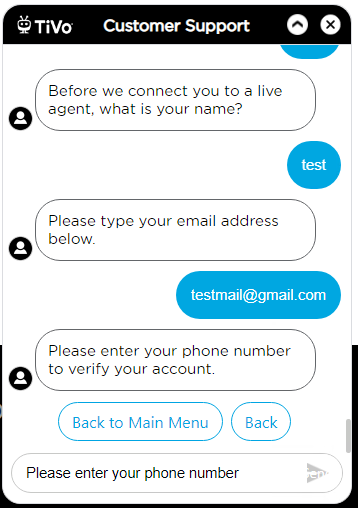 TiVo Customer Support
Before we connect you to a live
agent, what is your name?
test
Please type your email address
below.
testmail@gmail.com
Please enter your phone number
to verify your account.
Back to Main Menu Back
Please enter your phone number